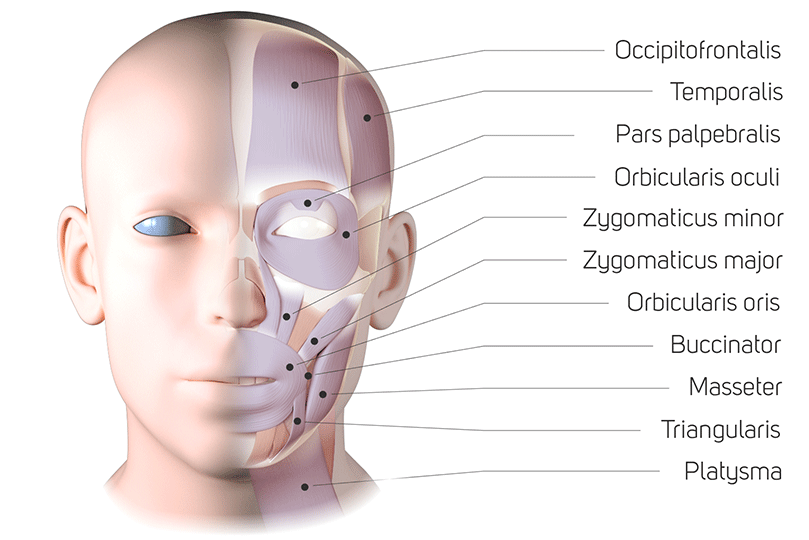 Occipitofrontalis
Temporalis
Pars palpebralis
Orbicularis oculi
Zygomaticus minor
Zygomaticus major
Orbicularis oris
Buccinator
Masseter
Triangularis
Platysma